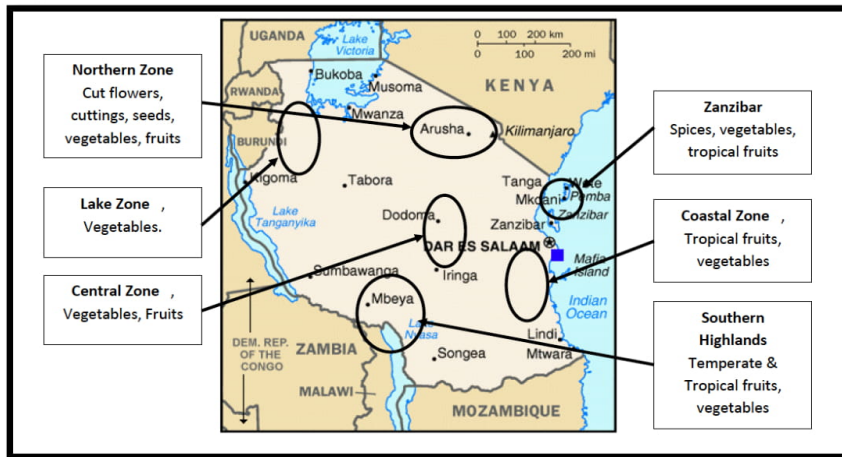 Northern Zone
Cut flowers,
cuttings, seeds,
vegetables, fruits
Lake Zone ,
Vegetables.
Central Zone ,
Vegetables, Fruits
UGANDA
Lake
Victoria
0 100 200 km
0 100 200 mi
Bukoba
Musoma
KENYA
RWANDA
Mwanza
Arusha
Kilimanjaro
BURUNDI
Kigoma
Tabora
Tanga
Wete
Pemba
Mkoani
Lake
Tanganyika
Dodoma
Zanzibar
Zanzibar
DAR ES SALAAM
Mafia
Island
Sumbawanga
Iringa
Mbeya
Indian
Ocean
Lake
Nyasa
Lindi
Mtwara
Songea
DEM. REP.
OF THE
CONGO
ZAMBIA
MALAWI
MOZAMBIQUE
Zanzibar
Spices, vegetables,
tropical fruits
Coastal Zone ,
Tropical fruits,
vegetables
Southern
Highlands
Temperate &
Tropical fruits,
vegetables